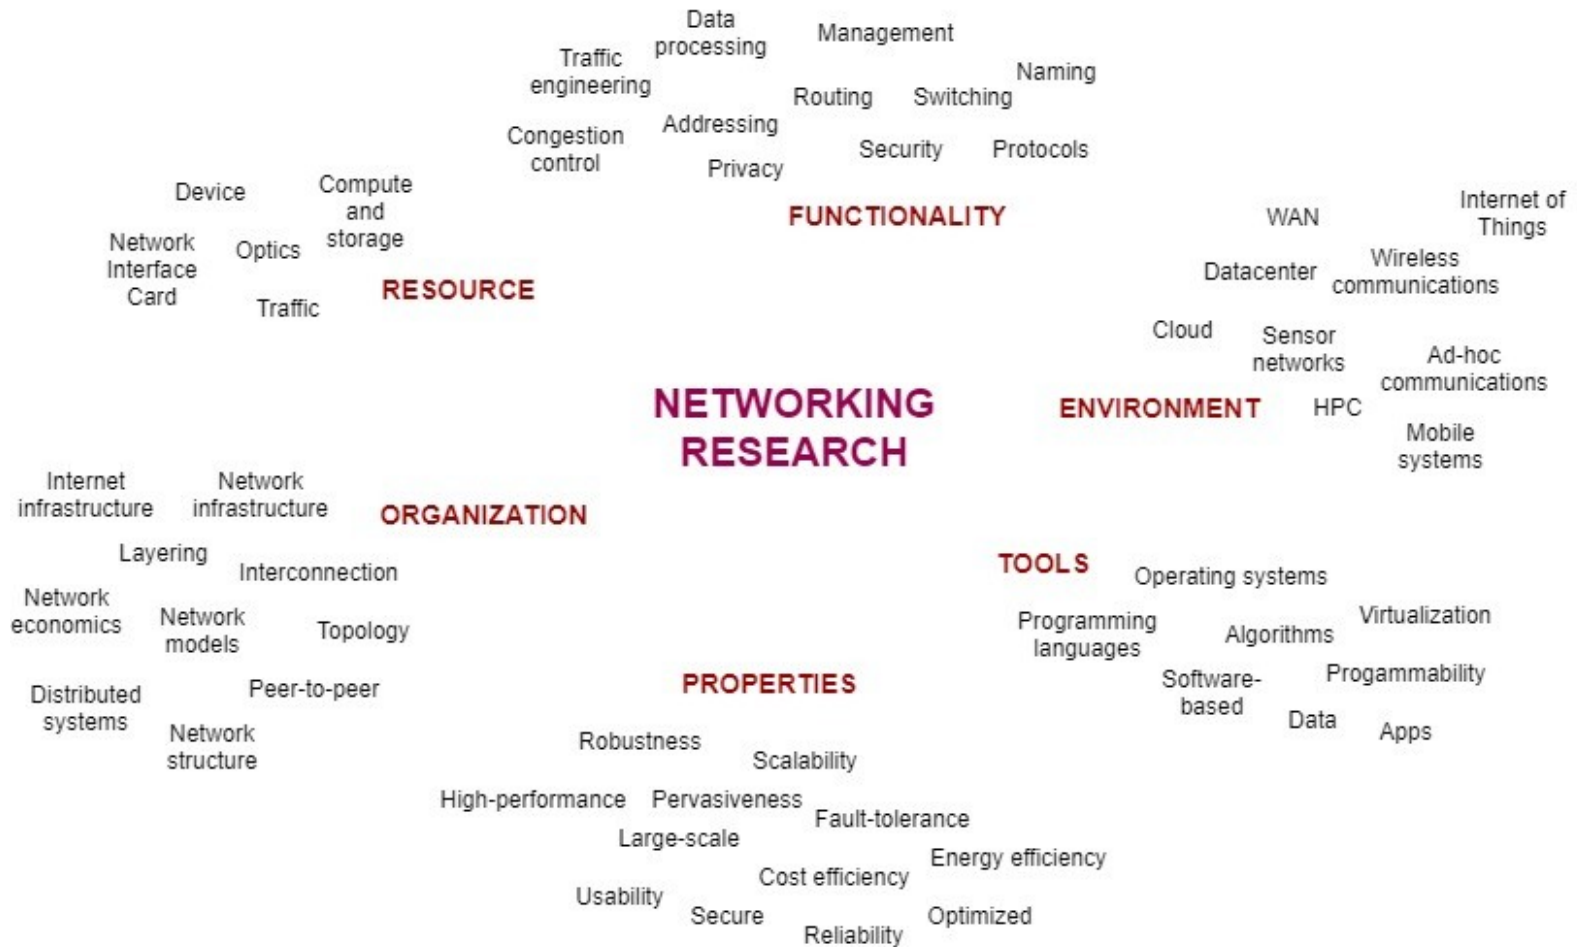 Data
processing
Management
Traffic
engineering
Naming
Routing
Switching
Addressing
Congestion
control
Security
Protocols
Privacy
FUNCTIONALITY
Device
Compute
and
storage
Network
Interface
Card
Optics
Traffic
RESOURCE
WAN
Internet of
Things
Datacenter
Wireless
communications
Cloud
Sensor
networks
Ad-hoc
communications
HPC
Mobile
systems
ENVIRONMENT
NETWORKING
RESEARCH
Internet
infrastructure
Network
infrastructure
ORGANIZATION
Layering
Interconnection
Network
economics
Network
models
Topology
Distributed
systems
Peer-to-peer
Network
structure
TOOLS
Operating systems
Programming
languages
Algorithms
Virtualization
Software-
based
Progammability
Data
Apps
PROPERTIES
Robustness
Scalability
High-performance
Pervasiveness
Fault-tolerance
Large-scale
Energy efficiency
Cost efficiency
Usability
Secure
Optimized
Reliability